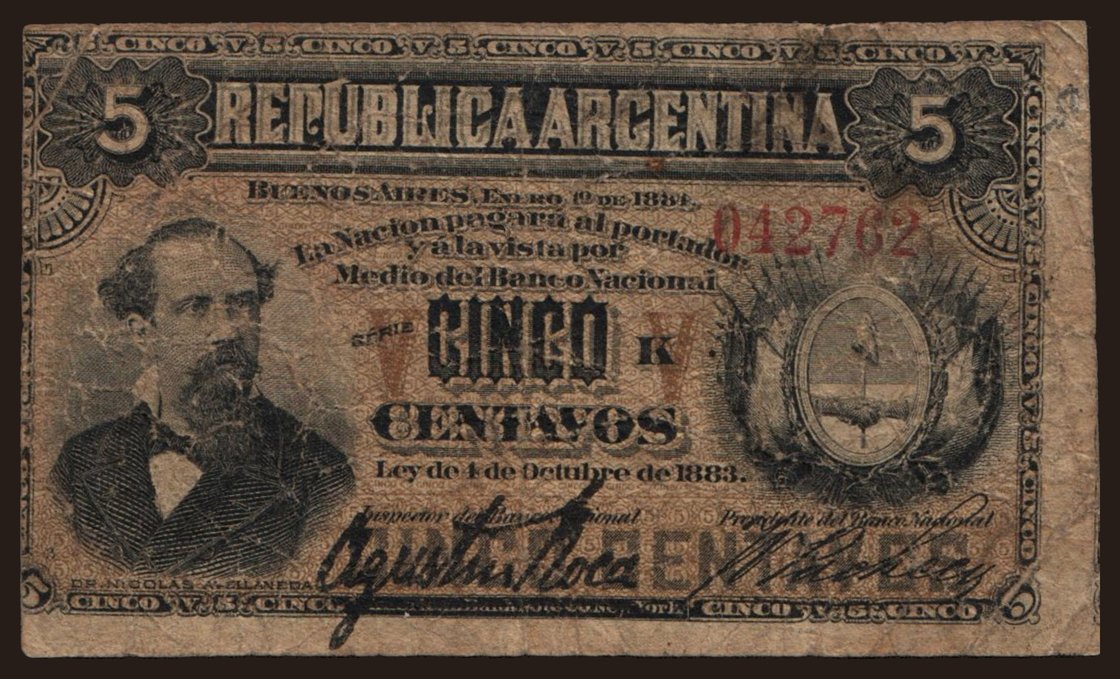 CINCO V 5 CINCO V 5 CINCO V 5 CINCO V 5 CINCO
5 REPÚBLICA ARGENTINA 5
BUENOS AIRES, ENERO 1º DE 1884.
042762
La Nacion pagará al portador
y á la vista por
Medio del Banco Nacional
SERIE V CINCO K V
CENTAVOS
Ley de 4 de Octubre de 1883.
Inspector del Banco Nacional
Presidente del Banco Nacional
CINCO CENTAVOS
Agustin Roca
W. Pacheco
DR. NICOLAS AVELLANEDA
CINCO V 5 CINCO
CINCO V 5 CINCO